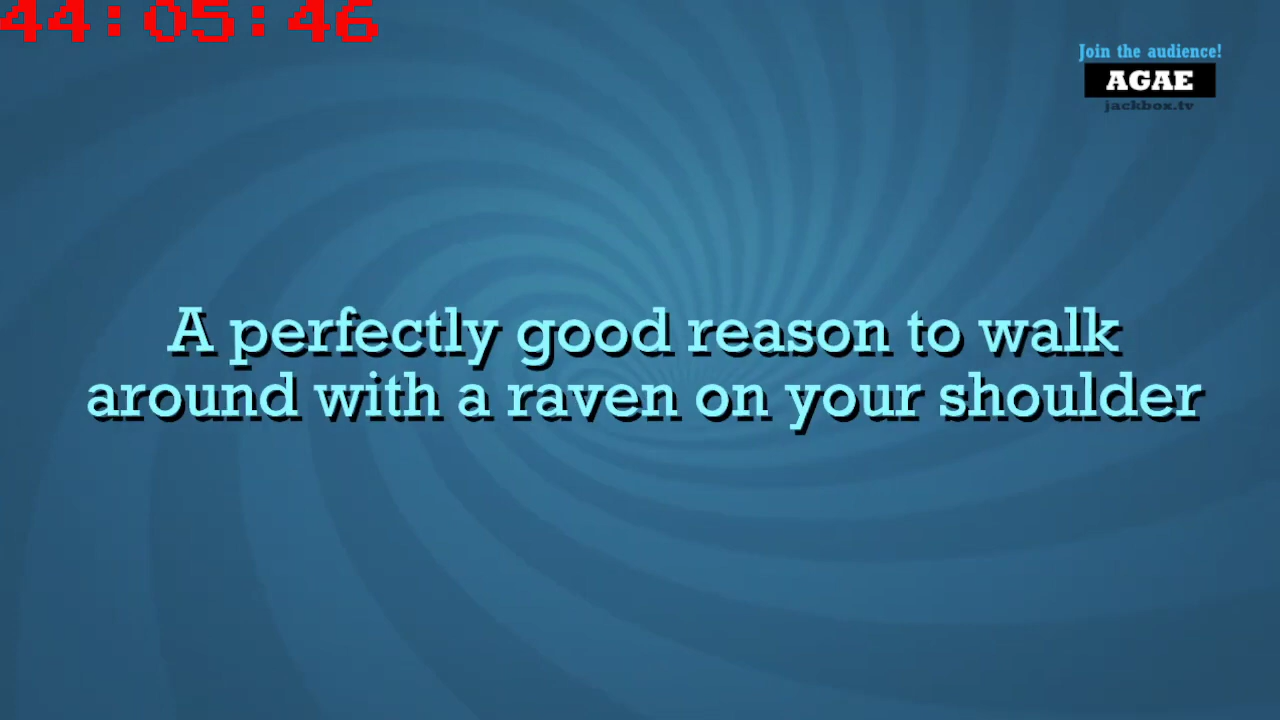 44:05:46
Join the audience!
AGAE
jackbox.tv
A perfectly good reason to walk
around with a raven on your shoulder